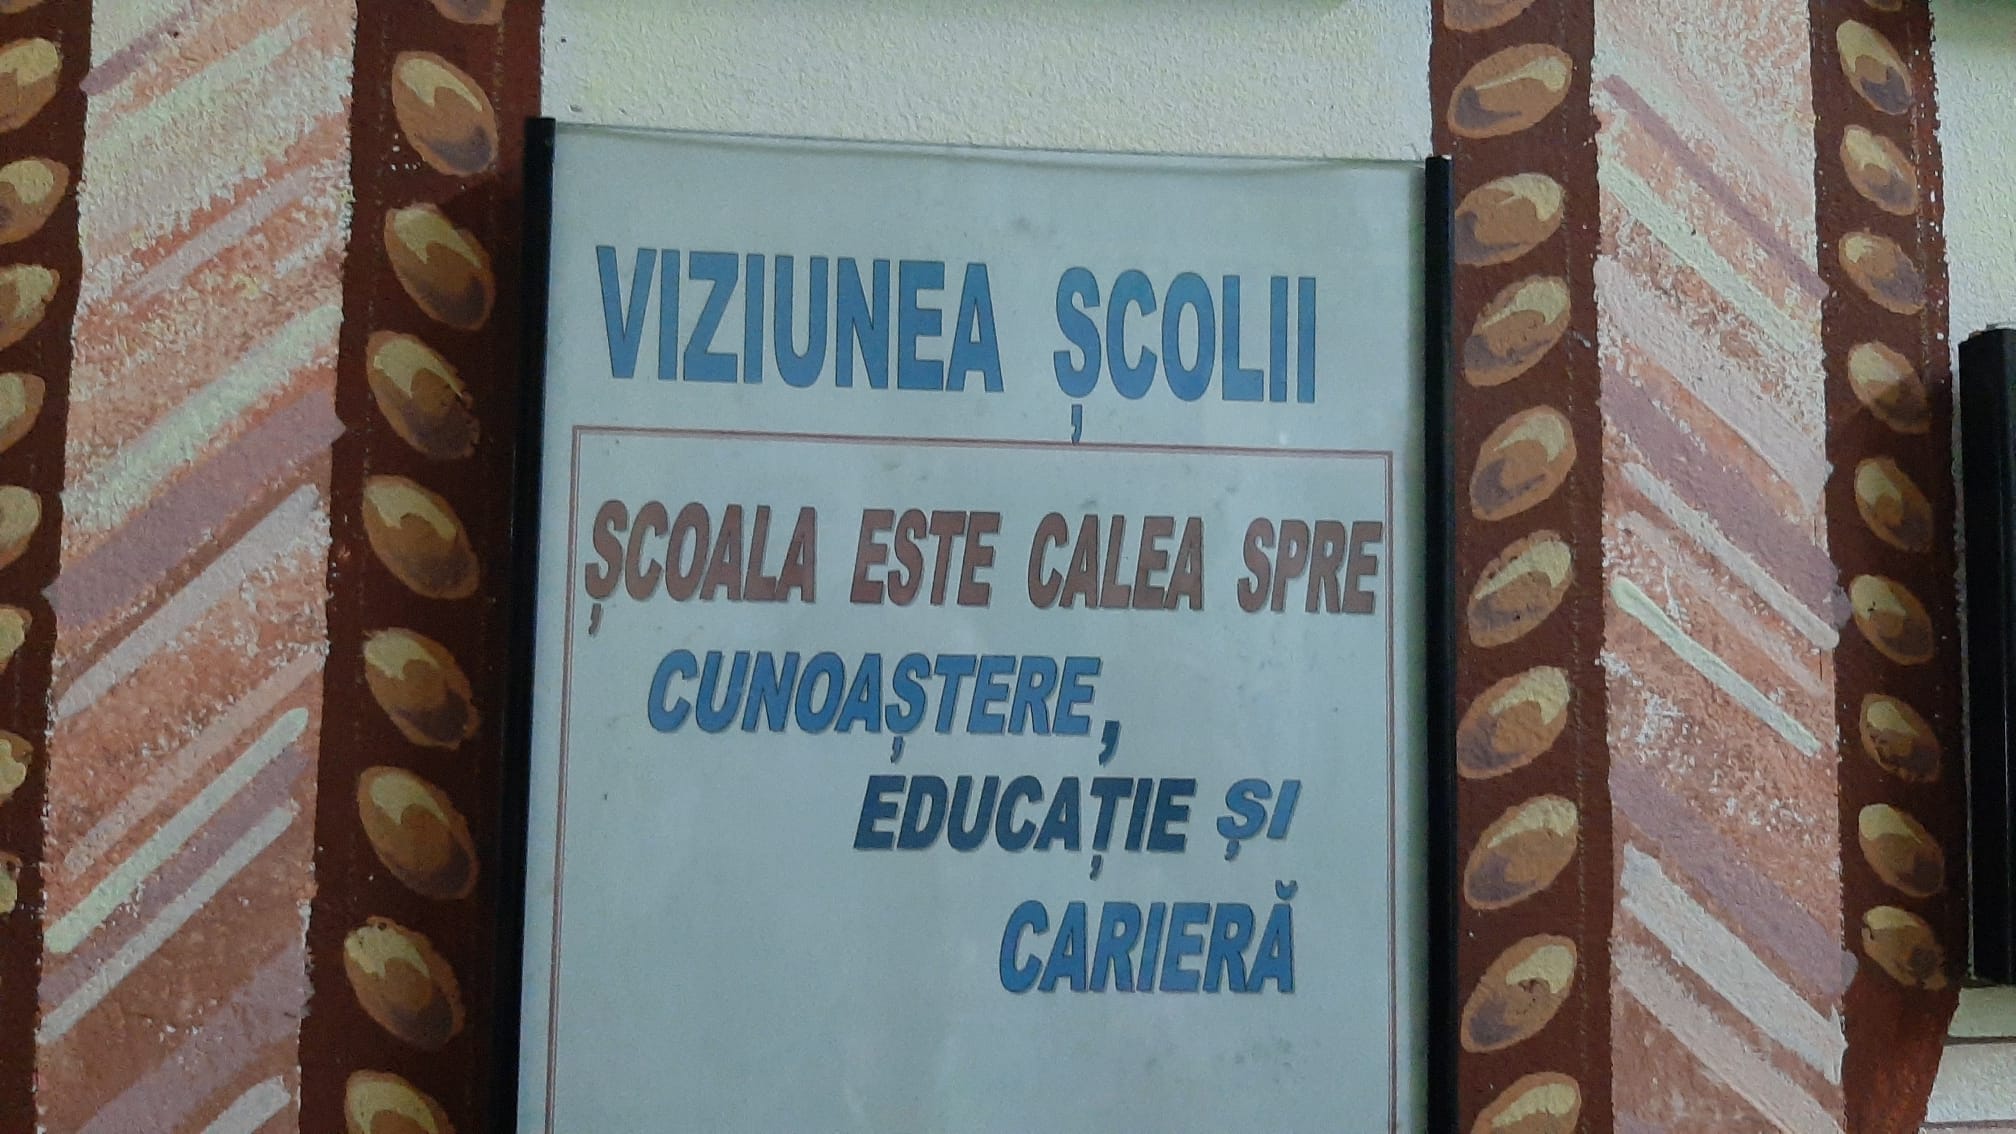 VIZIUNEA ȘCOLII
ȘCOALA ESTE CALEA SPRE
CUNOAȘTERE,
EDUCAȚIE ȘI
CARIERĂ